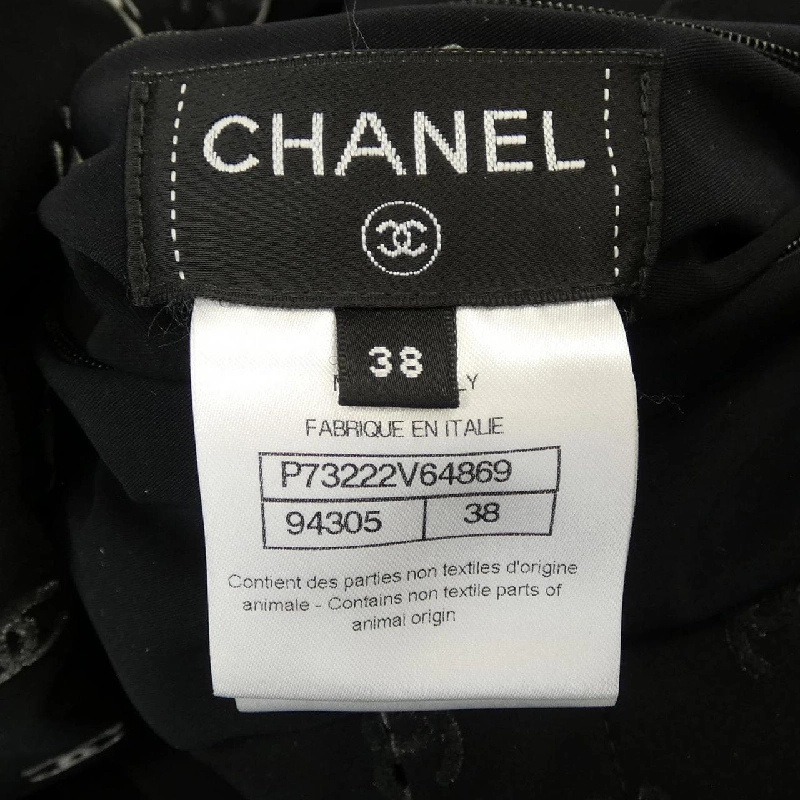 CHANEL
38
FABRIQUE EN ITALIE
P73222V64869
94305 38
Contient des parties non textiles d'origine
animale - Contains non textile parts of
animal origin